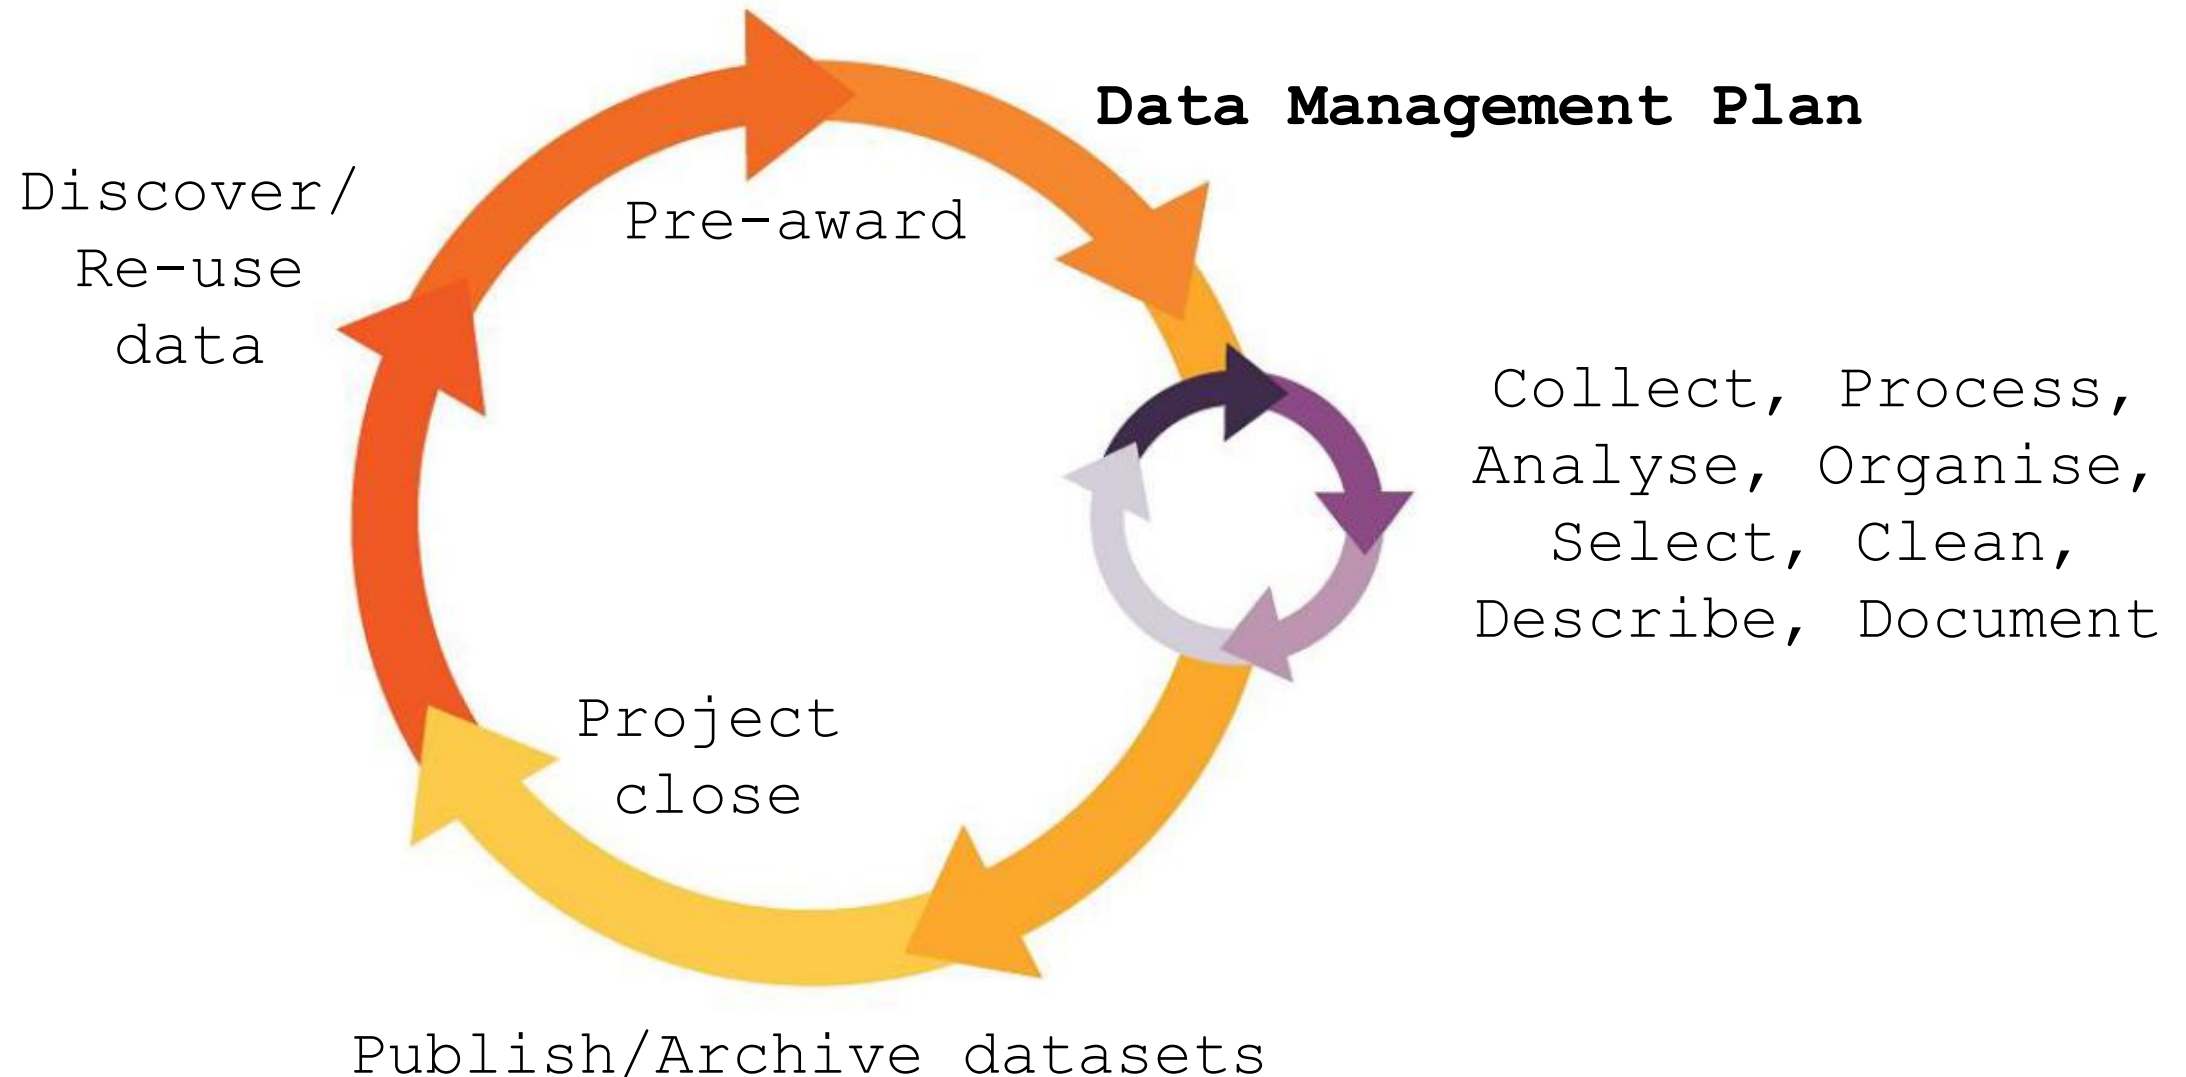 Data Management Plan
Discover/
Re-use
data
Pre-award
Collect, Process,
Analyse, Organise,
Select, Clean,
Describe, Document
Project
close
Publish/Archive datasets